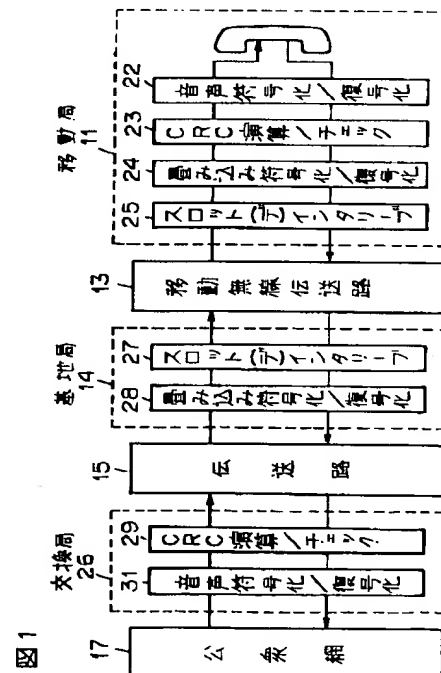 図1
移動局
11
22
音声符号化/復号化
23
CRC演算/チェック
24
畳み込み符号化/復号化
25
スロット(デ)インタリーブ
13
移動無線伝送路
基地局
14
27
スロット(デ)インタリーブ
28
畳み込み符号化/復号化
15
伝送路
交換局
26
29
CRC演算/チェック
31
音声符号化/復号化
17
公衆網